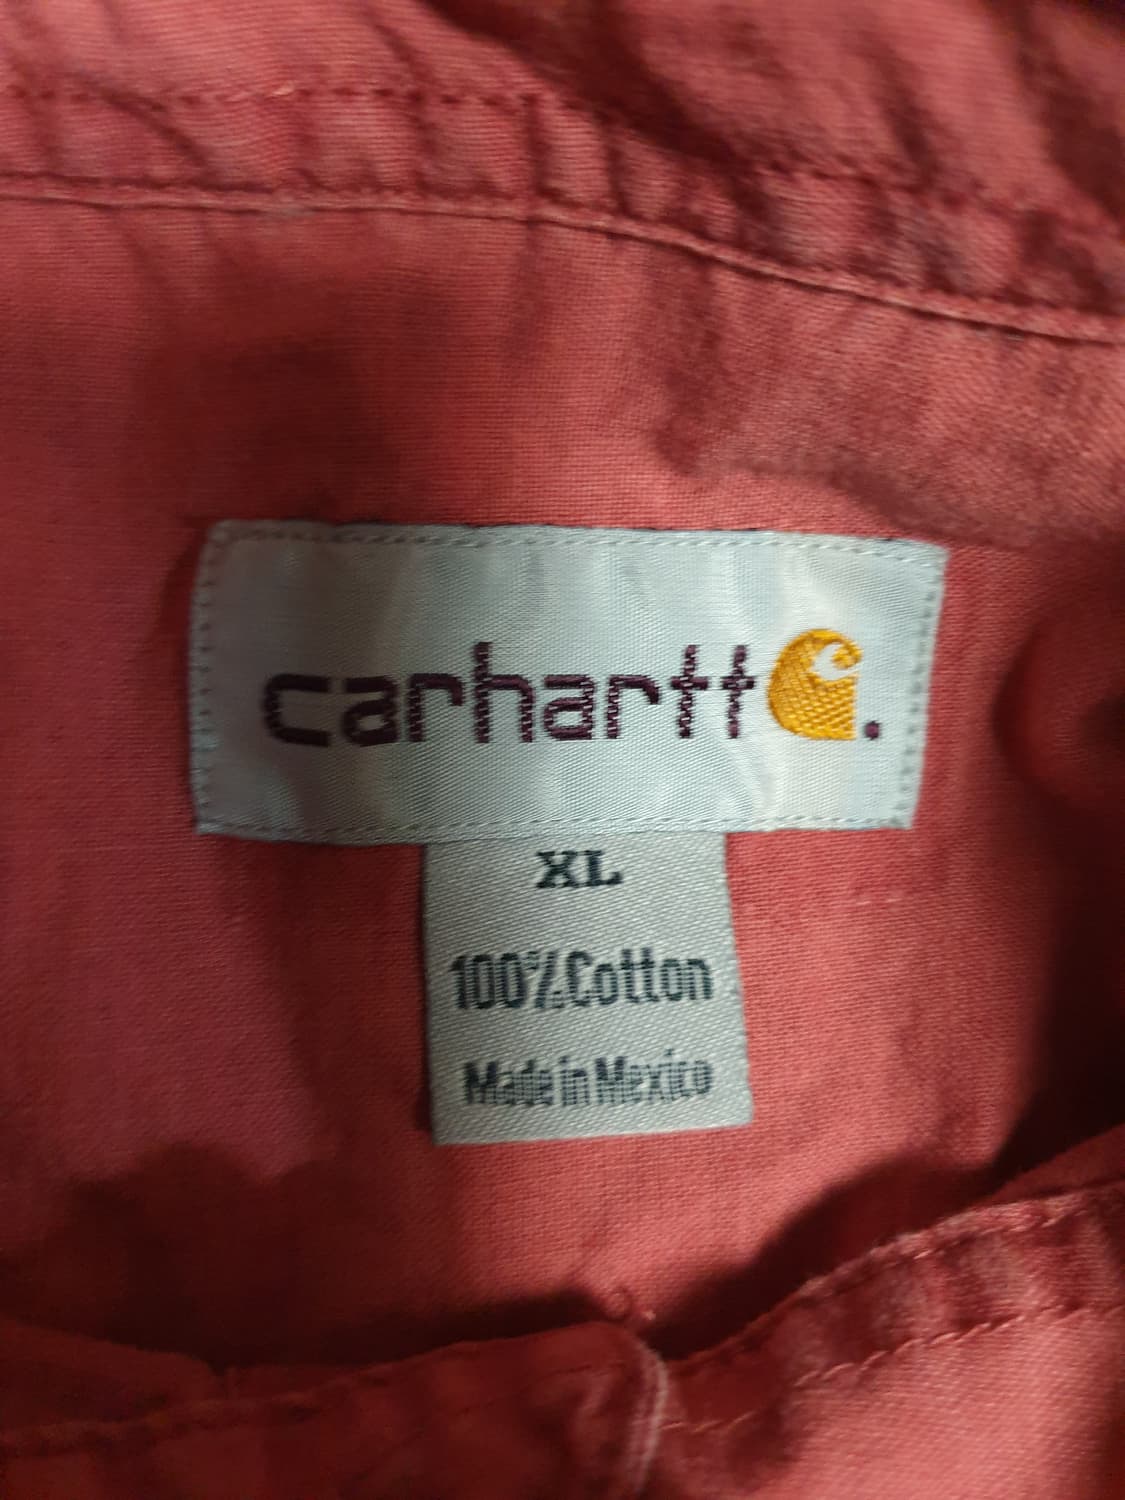 carhartt.
XL
100% Cotton
Made in Mexico